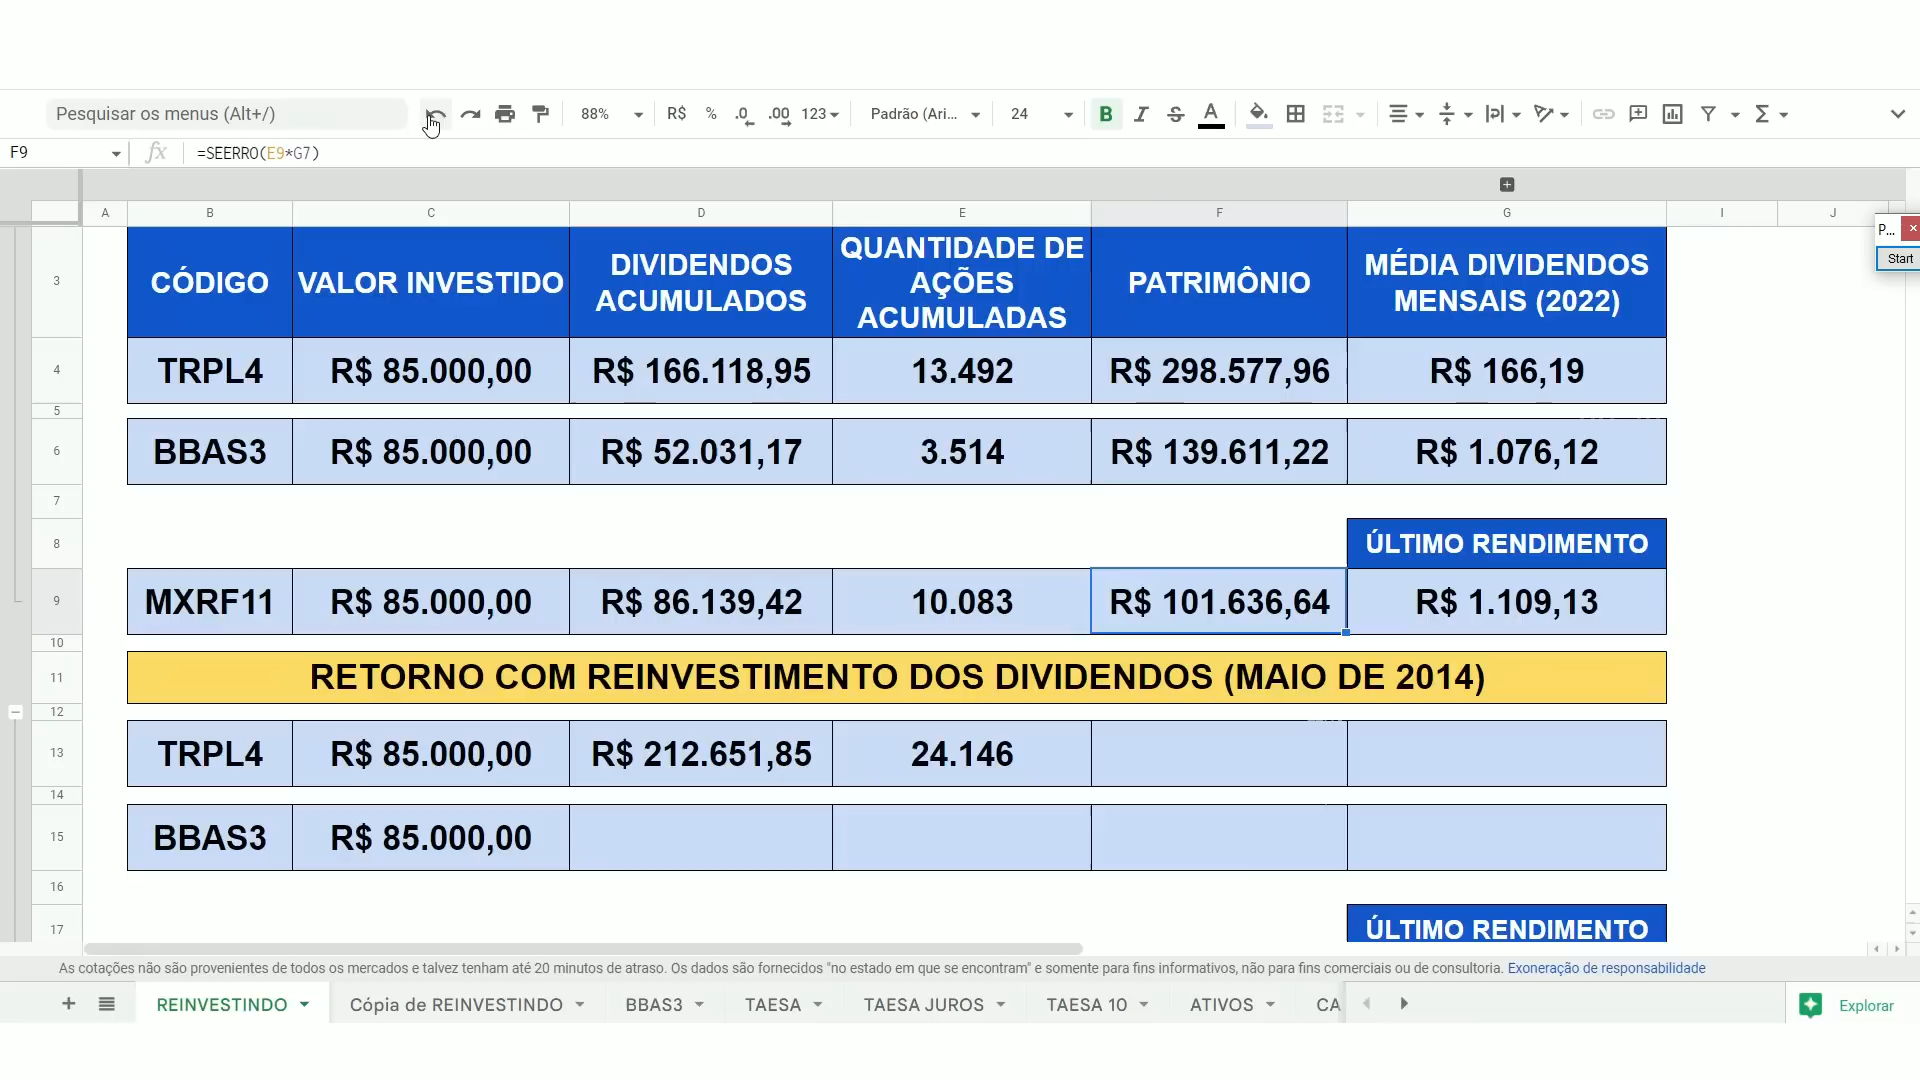 Pesquisar os menus (Alt+/)
88%
R$
%
.0
.00
123
Padrão (Ari...
24
B
I
S
A
F9
fx
=SEERRO(E9*G7)
A B C D E F G I J
P...
Start
3
CÓDIGO
VALOR INVESTIDO
DIVIDENDOS
ACUMULADOS
QUANTIDADE DE
AÇÕES
ACUMULADAS
PATRIMÔNIO
MÉDIA DIVIDENDOS
MENSAIS (2022)
4 TRPL4 R$ 85.000,00 R$ 166.118,95 13.492 R$ 298.577,96 R$ 166,19
5
6 BBAS3 R$ 85.000,00 R$ 52.031,17 3.514 R$ 139.611,22 R$ 1.076,12
7
8 ÚLTIMO RENDIMENTO
9 MXRF11 R$ 85.000,00 R$ 86.139,42 10.083 R$ 101.636,64 R$ 1.109,13
10
11 RETORNO COM REINVESTIMENTO DOS DIVIDENDOS (MAIO DE 2014)
12
13 TRPL4 R$ 85.000,00 R$ 212.651,85 24.146
14
15 BBAS3 R$ 85.000,00
16
17 ÚLTIMO RENDIMENTO
As cotações não são provenientes de todos os mercados e talvez tenham até 20 minutos de atraso. Os dados são fornecidos "no estado em que se encontram" e somente para fins informativos, não para fins comerciais ou de consultoria. Exoneração de responsabilidade
REINVESTINDO Cópia de REINVESTINDO BBAS3 TAESA TAESA JUROS TAESA 10 ATIVOS CA
Explorar